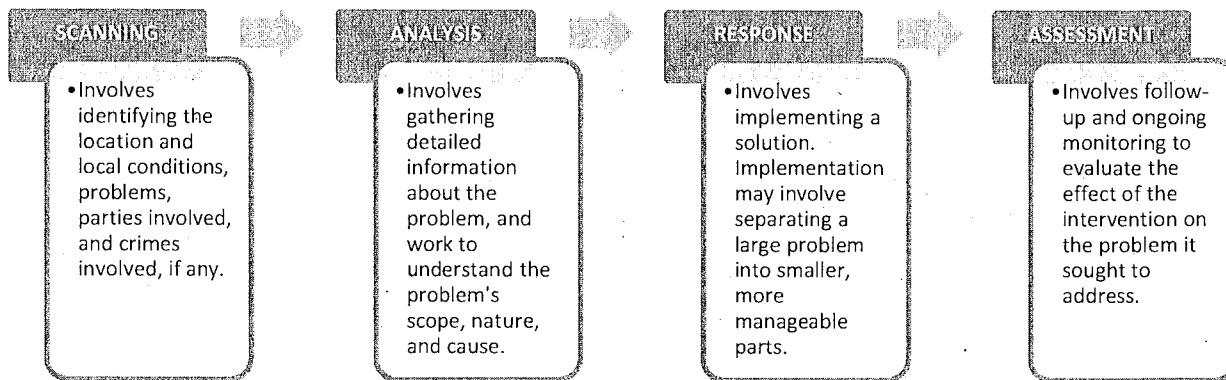 SCANNING
•Involves
identifying the
location and
local conditions,
problems,
parties involved,
and crimes
involved, if any.
ANALYSIS
•Involves
gathering
detailed
information
about the
problem, and
work to
understand the
problem's
scope, nature,
and cause.
RESPONSE
•Involves
implementing a
solution.
Implementation
may involve
separating a
large problem
into smaller,
more
manageable
parts.
ASSESSMENT
•Involves follow-
up and ongoing
monitoring to
evaluate the
effect of the
intervention on
the problem it
sought to
address.